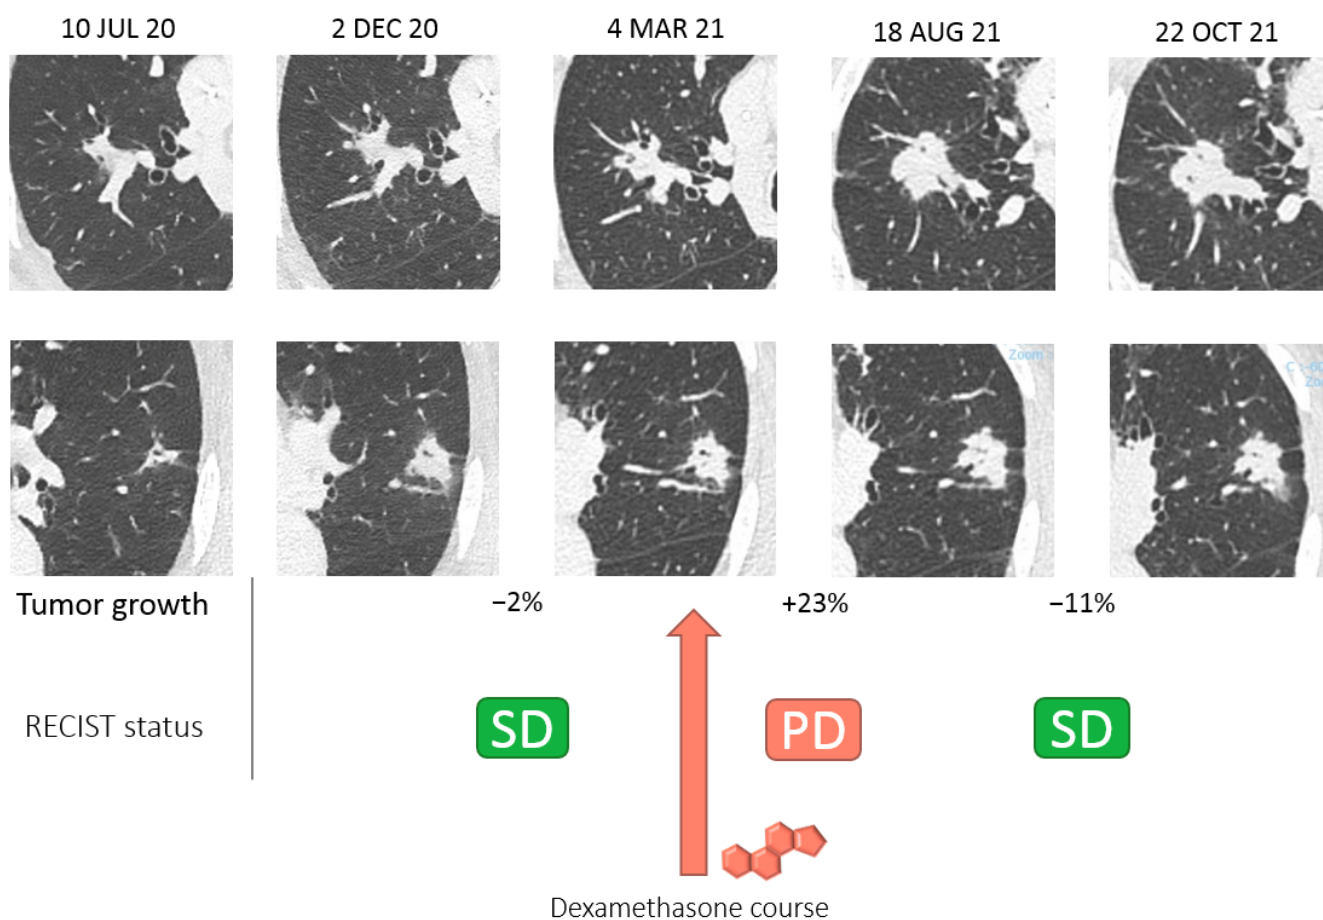 10 JUL 20
2 DEC 20
4 MAR 21
18 AUG 21
22 OCT 21
Zoom
Tumor growth
−2%
+23%
−11%
RECIST status
SD
PD
SD
Dexamethasone course